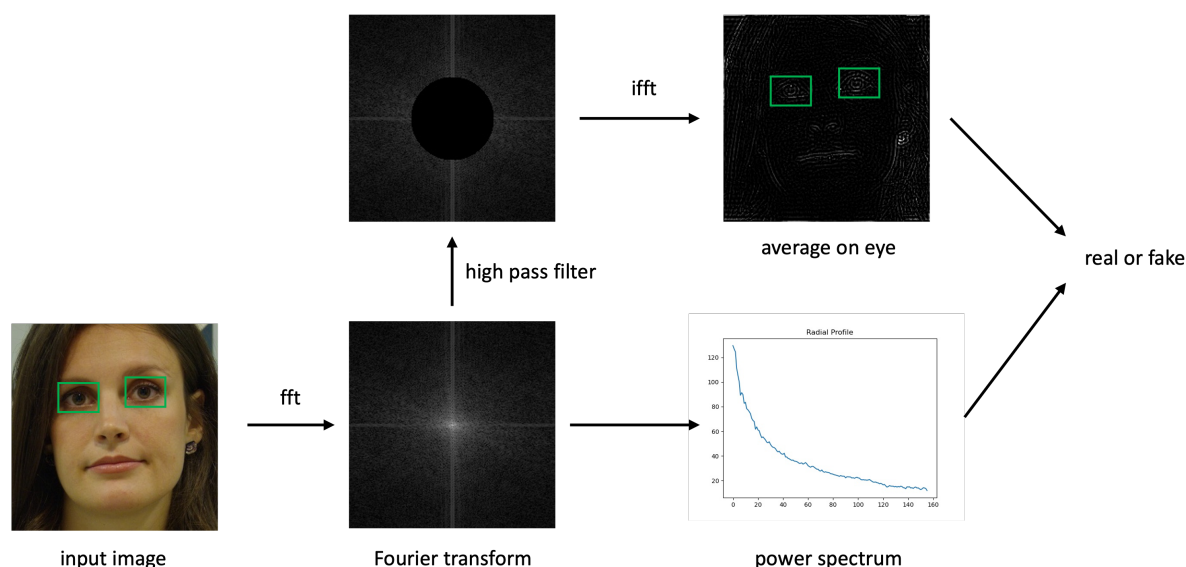 ifft
average on eye
high pass filter
real or fake
fft
Radial Profile
120
100
80
60
40
20
0 20 40 60 80 100 120 140 160
input image
Fourier transform
power spectrum